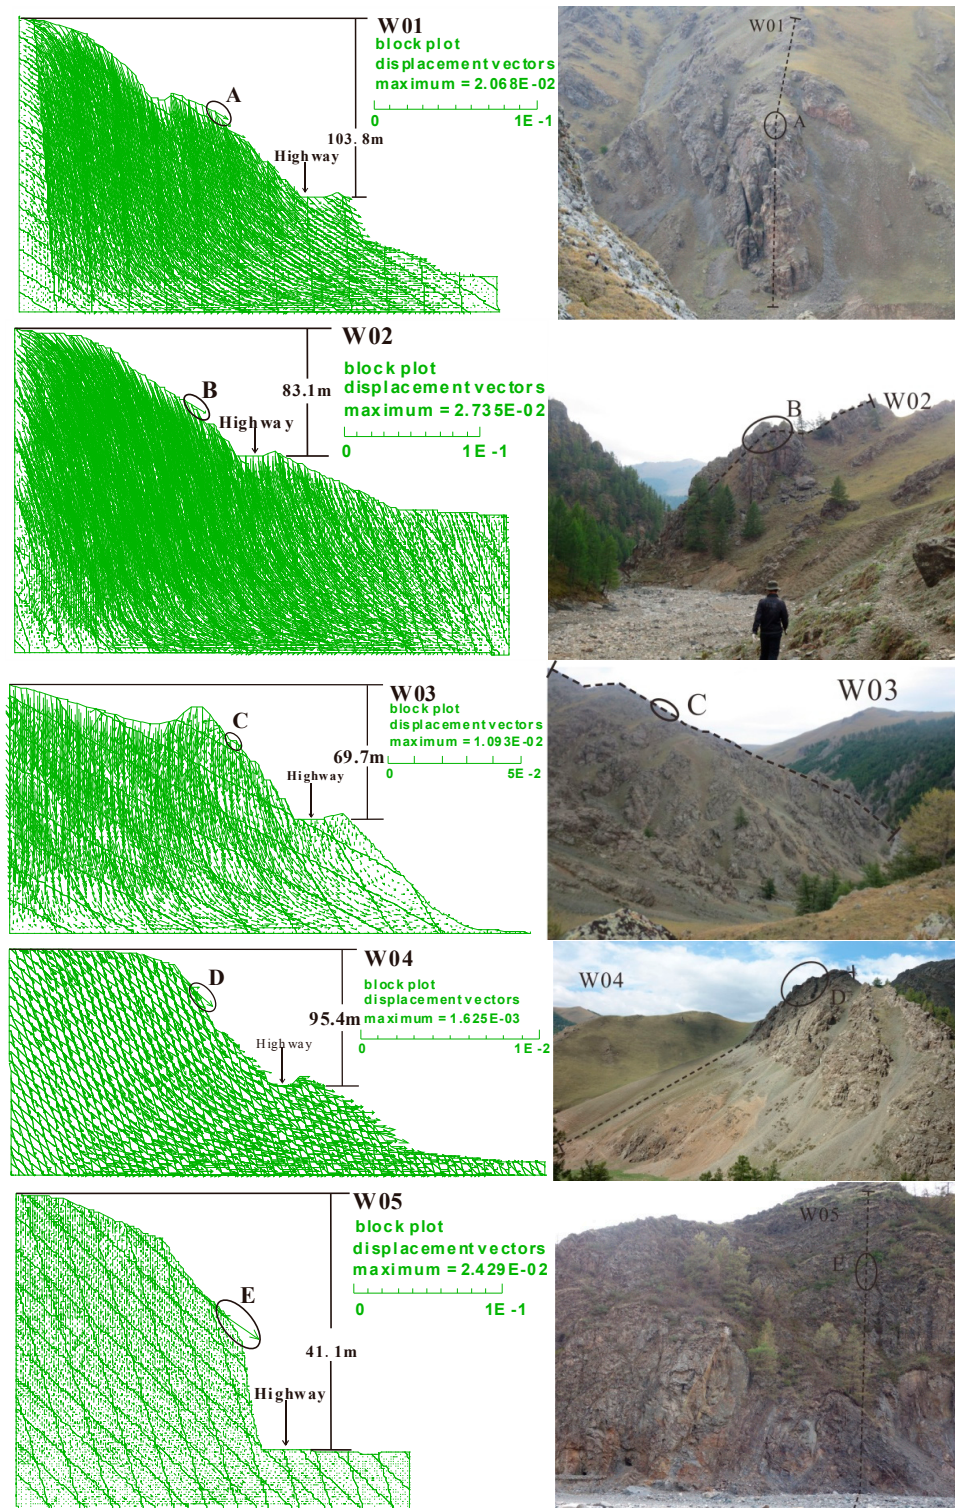 W01
block plot
displacement vectors
maximum = 2.068E-02
0 1E -1
A
103. 8m
Highway
W01
A
W02
block plot
displacement vectors
maximum = 2.735E-02
0 1E -1
B
83.1m
Highway
B
W02
W03
block plot
displacement vectors
maximum = 1.093E-02
0 5E -2
C
69.7m
Highway
C
W03
W04
block plot
displacement vectors
maximum = 1.625E-03
0 1E -2
D
95.4m
Highway
W04
D
W05
block plot
displacement vectors
maximum = 2.429E-02
0 1E -1
E
41. 1m
Highway
W05
E